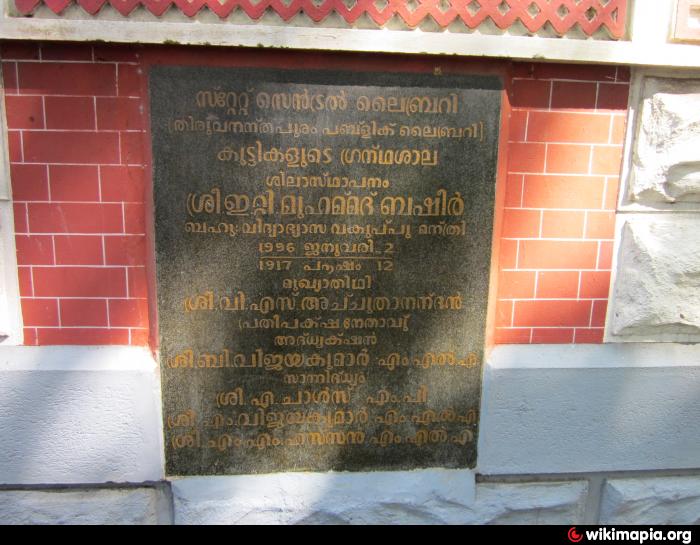 സ്റ്റേറ്റ് സെൻട്രൽ ലൈബ്രറി
(തിരുവനന്തപുരം പബ്ളിക് ലൈബ്രറി)
കുട്ടികളുടെ ഗ്രന്ഥശാല
ശിലാസ്ഥാപനം
ശ്രീ ഇ റ്റി മുഹമ്മദ് ബഷീർ
ബഹു: വിദ്യാഭ്യാസ വകുപ്പു മന്ത്രി
1996 ജനുവരി 2
1917 പൗഷം 12
മുഖ്യാതിഥി
ശ്രീ.വി.എസ്.അച്ചുതാനന്ദൻ
പ്രതിപക്ഷ നേതാവു്
അദ്ധ്യക്ഷൻ
ശ്രീ.ബി.വിജയകുമാർ എം.എൽ.എ
സാന്നിദ്ധ്യം
ശ്രീ.എ.ചാൾസ് എം.പി
ശ്രീ എം.വിജയകുമാർ എം.എൽ.എ
ശ്രീ.എം.എം.ഹസ്സൻ എം.എൽ.എ
wikimapia.org